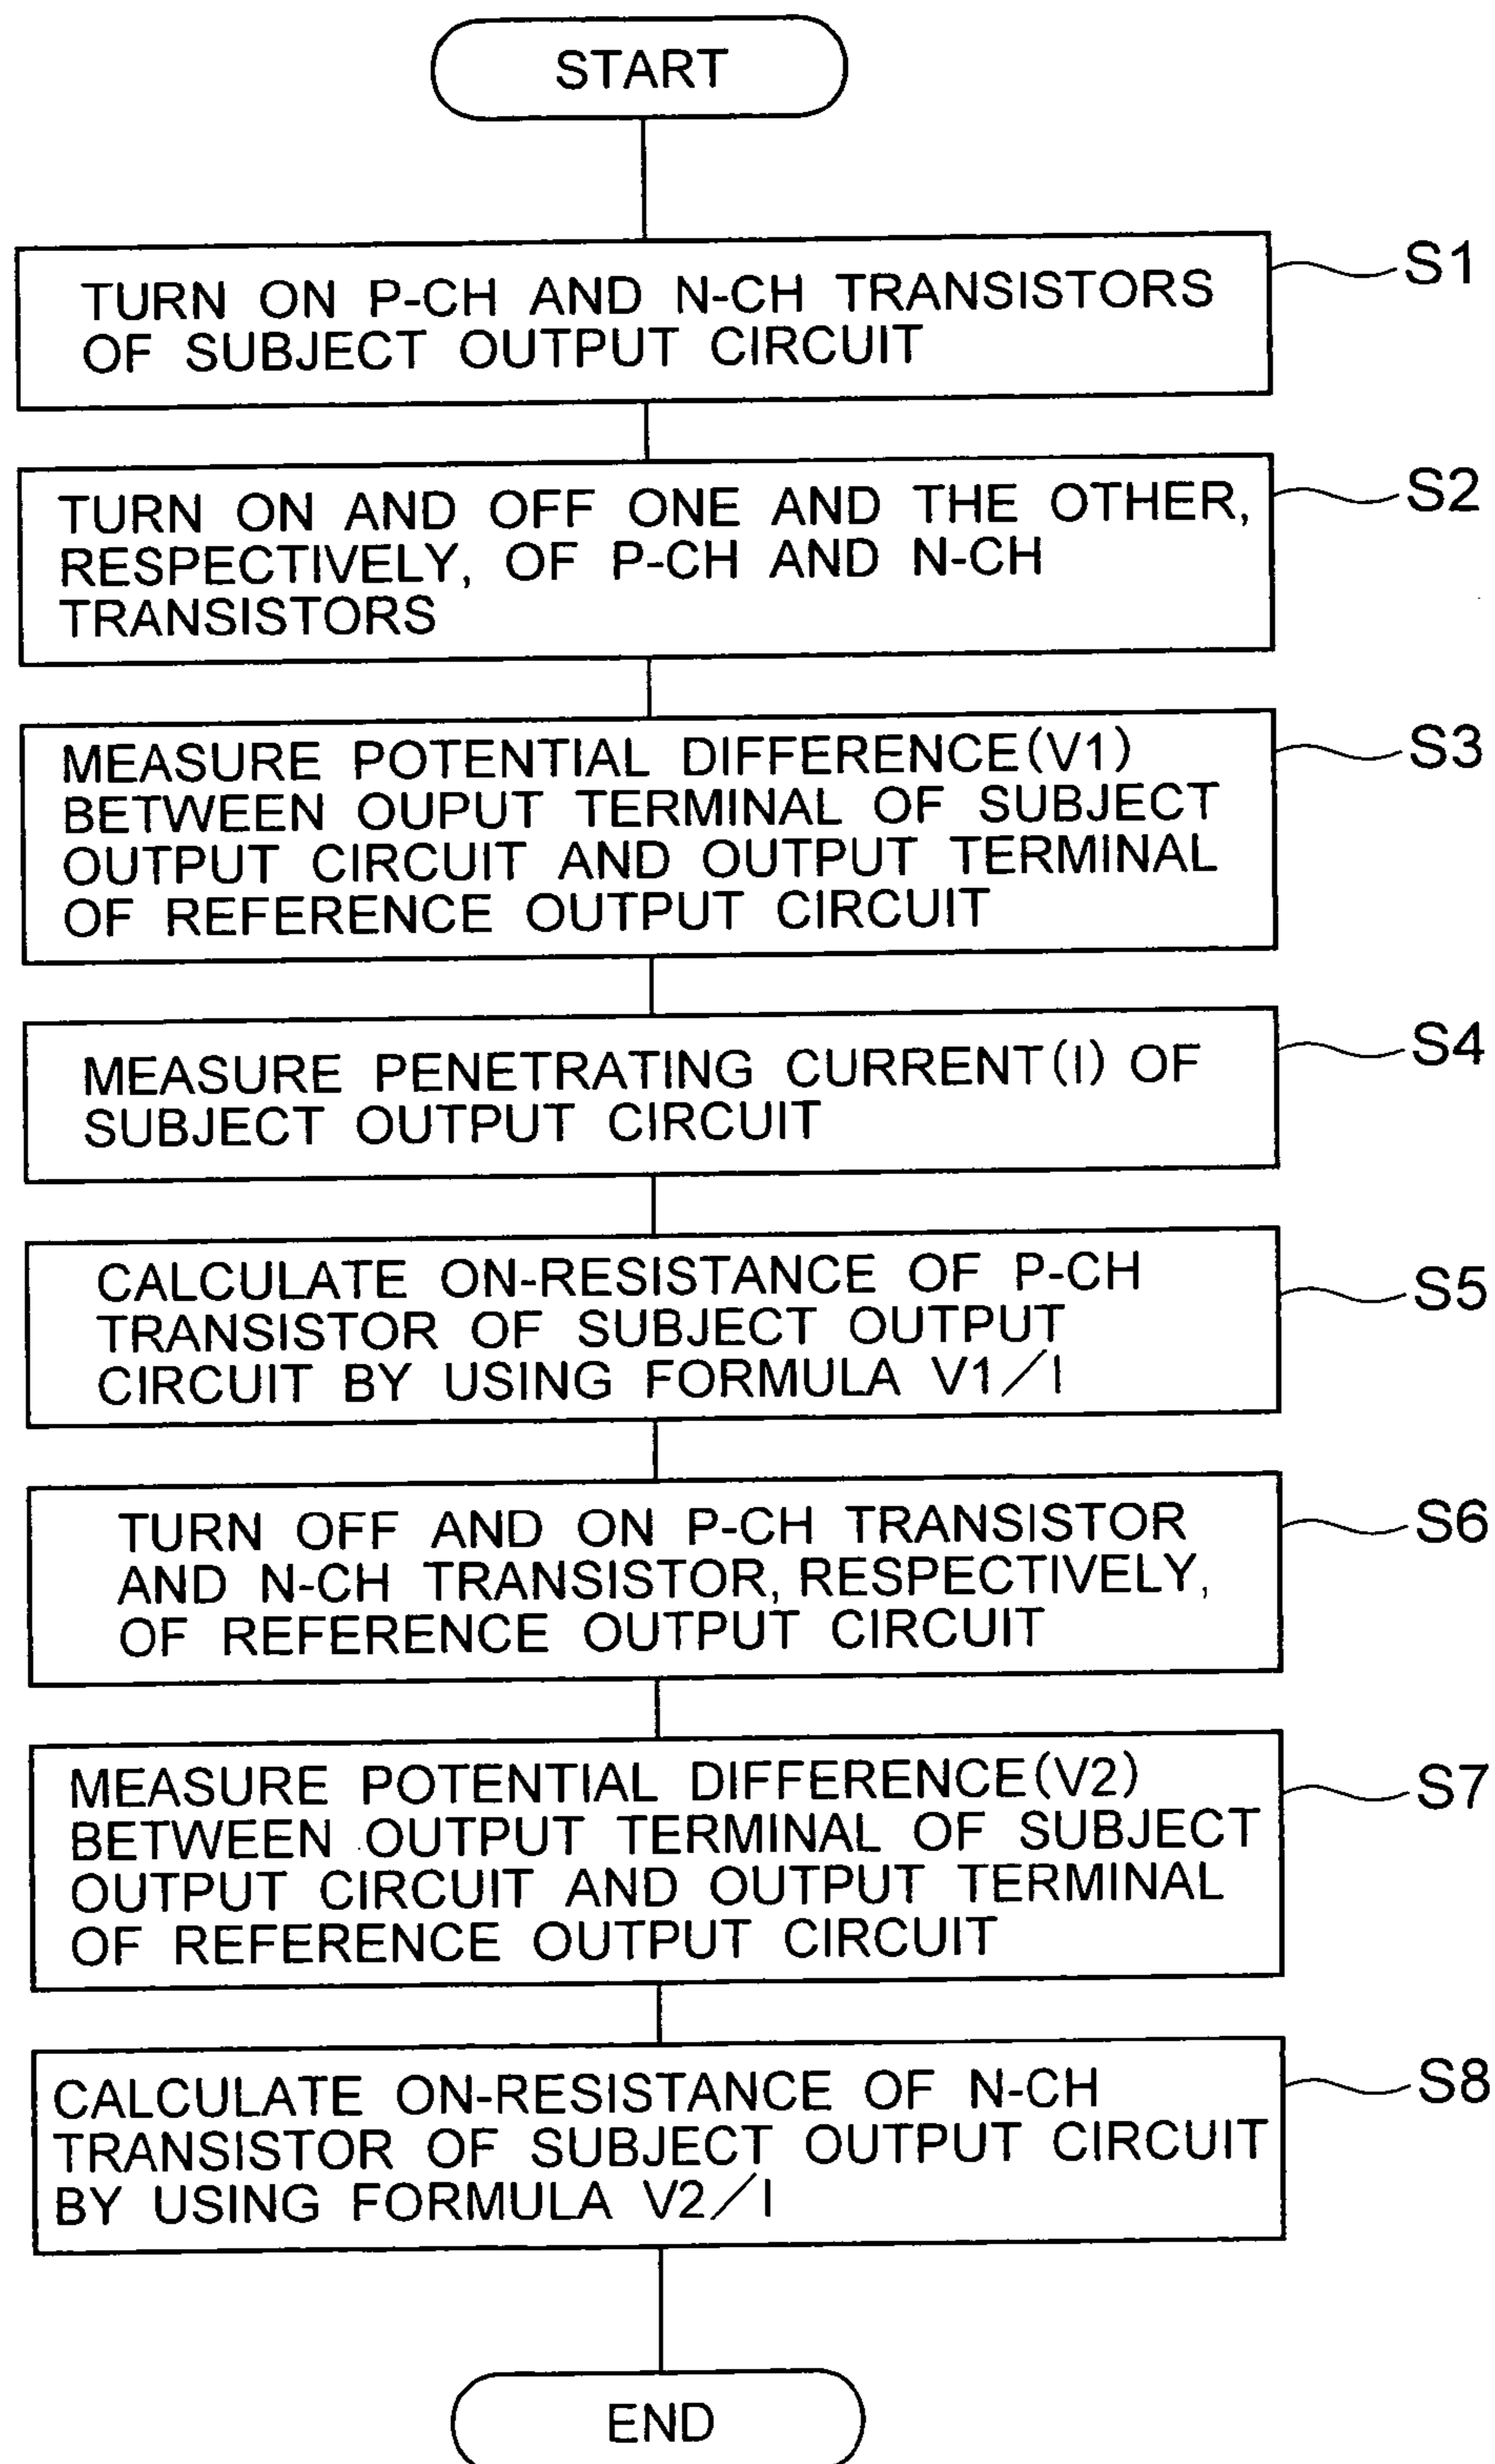 START
TURN ON P-CH AND N-CH TRANSISTORS
OF SUBJECT OUTPUT CIRCUIT
S1
TURN ON AND OFF ONE AND THE OTHER,
RESPECTIVELY, OF P-CH AND N-CH
TRANSISTORS
S2
MEASURE POTENTIAL DIFFERENCE(V1)
BETWEEN OUPUT TERMINAL OF SUBJECT
OUTPUT CIRCUIT AND OUTPUT TERMINAL
OF REFERENCE OUTPUT CIRCUIT
S3
MEASURE PENETRATING CURRENT(I) OF
SUBJECT OUTPUT CIRCUIT
S4
CALCULATE ON-RESISTANCE OF P-CH
TRANSISTOR OF SUBJECT OUTPUT
CIRCUIT BY USING FORMULA V1/I
S5
TURN OFF AND ON P-CH TRANSISTOR
AND N-CH TRANSISTOR, RESPECTIVELY,
OF REFERENCE OUTPUT CIRCUIT
S6
MEASURE POTENTIAL DIFFERENCE(V2)
BETWEEN OUTPUT TERMINAL OF SUBJECT
OUTPUT CIRCUIT AND OUTPUT TERMINAL
OF REFERENCE OUTPUT CIRCUIT
S7
CALCULATE ON-RESISTANCE OF N-CH
TRANSISTOR OF SUBJECT OUTPUT CIRCUIT
BY USING FORMULA V2/I
S8
END